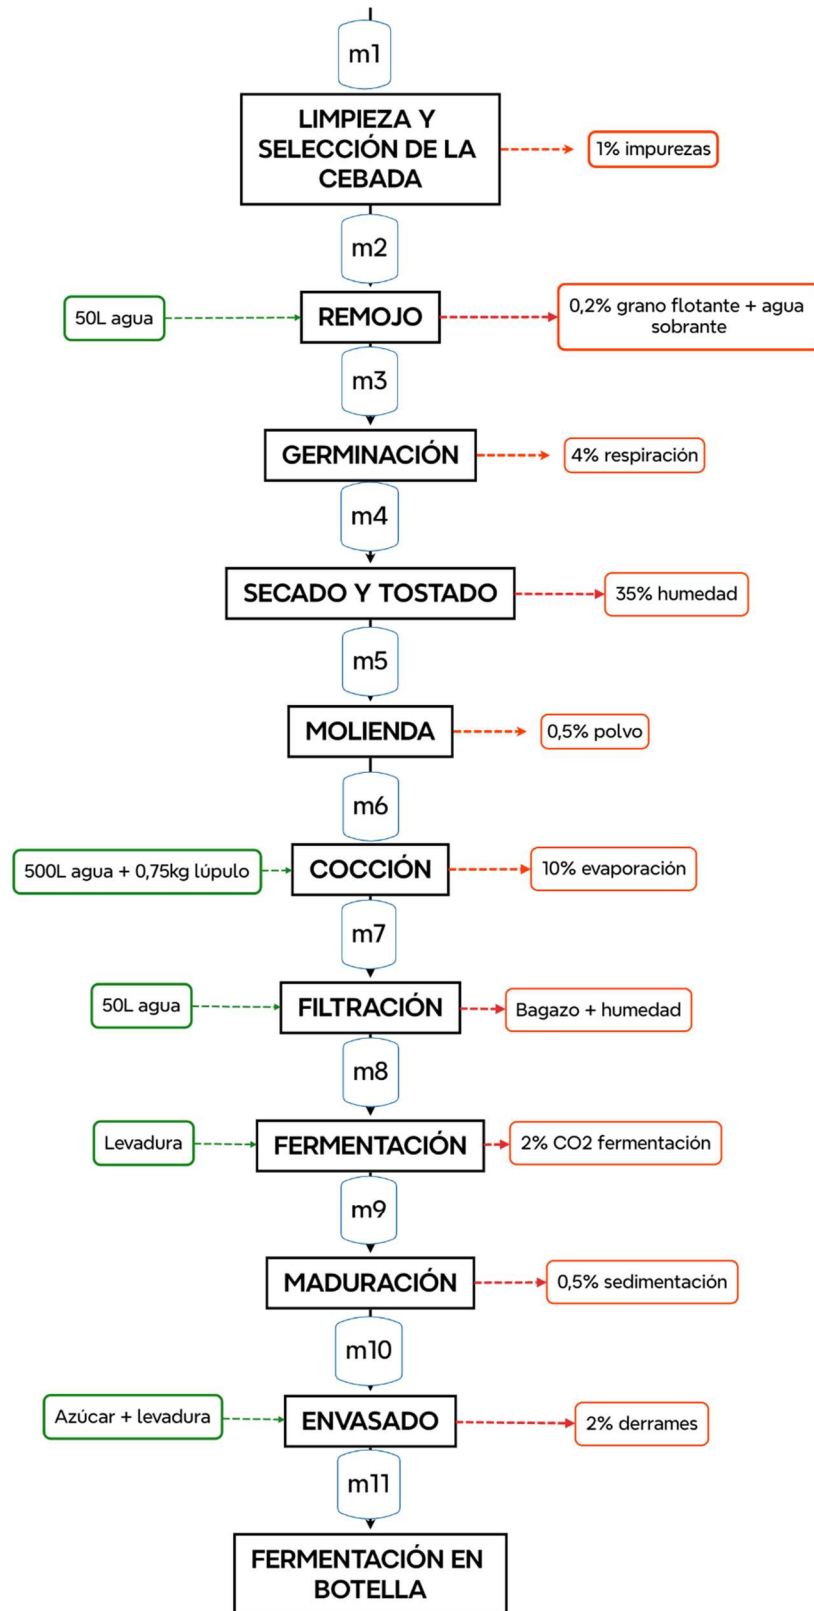 m1
LIMPIEZA Y
SELECCIÓN DE LA
CEBADA
1% impurezas
m2
50L agua
REMOJO
0,2% grano flotante + agua
sobrante
m3
GERMINACIÓN
4% respiración
m4
SECADO Y TOSTADO
35% humedad
m5
MOLIENDA
0,5% polvo
m6
500L agua + 0,75kg lúpulo
COCCIÓN
10% evaporación
m7
50L agua
FILTRACIÓN
Bagazo + humedad
m8
Levadura
FERMENTACIÓN
2% CO2 fermentación
m9
MADURACIÓN
0,5% sedimentación
m10
Azúcar + levadura
ENVASADO
2% derrames
m11
FERMENTACIÓN EN
BOTELLA